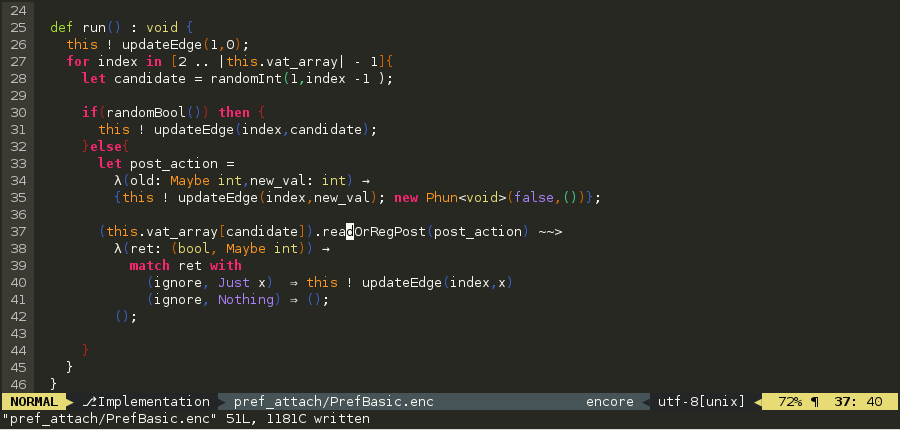 24
25 def run() : void {
26 this ! updateEdge(1,0);
27 for index in [2 .. |this.vat_array| - 1]{
28 let candidate = randomInt(1,index -1 );
29
30 if(randomBool()) then {
31 this ! updateEdge(index,candidate);
32 }else{
33 let post_action =
34 λ(old: Maybe int,new_val: int) →
35 {this ! updateEdge(index,new_val); new Phun<void>(false,())};
36
37 (this.vat_array[candidate]).readOrRegPost(post_action) ~~>
38 λ(ret: (bool, Maybe int)) →
39 match ret with
40 (ignore, Just x) ⇒ this ! updateEdge(index,x)
41 (ignore, Nothing) ⇒ ();
42 ();
43
44 }
45 }
46 }
NORMAL ⎇Implementation pref_attach/PrefBasic.enc encore utf-8[unix] 72% ¶ 37: 40
"pref_attach/PrefBasic.enc" 51L, 1181C written